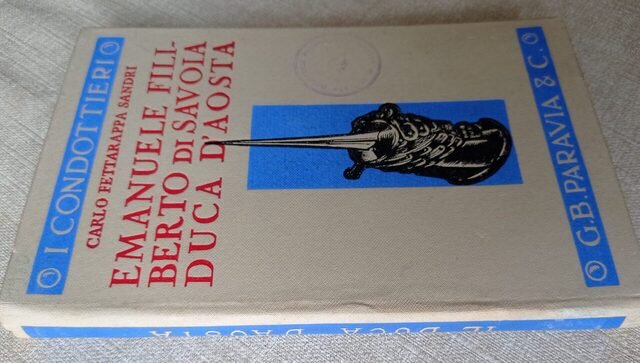 I CONDOTTIERI
CARLO FETTARAPPA SANDRI
EMANUELE FILI-
BERTO DI SAVOIA
DUCA D'AOSTA
G.B. PARAVIA & C.
IL DUCA D'AOSTA